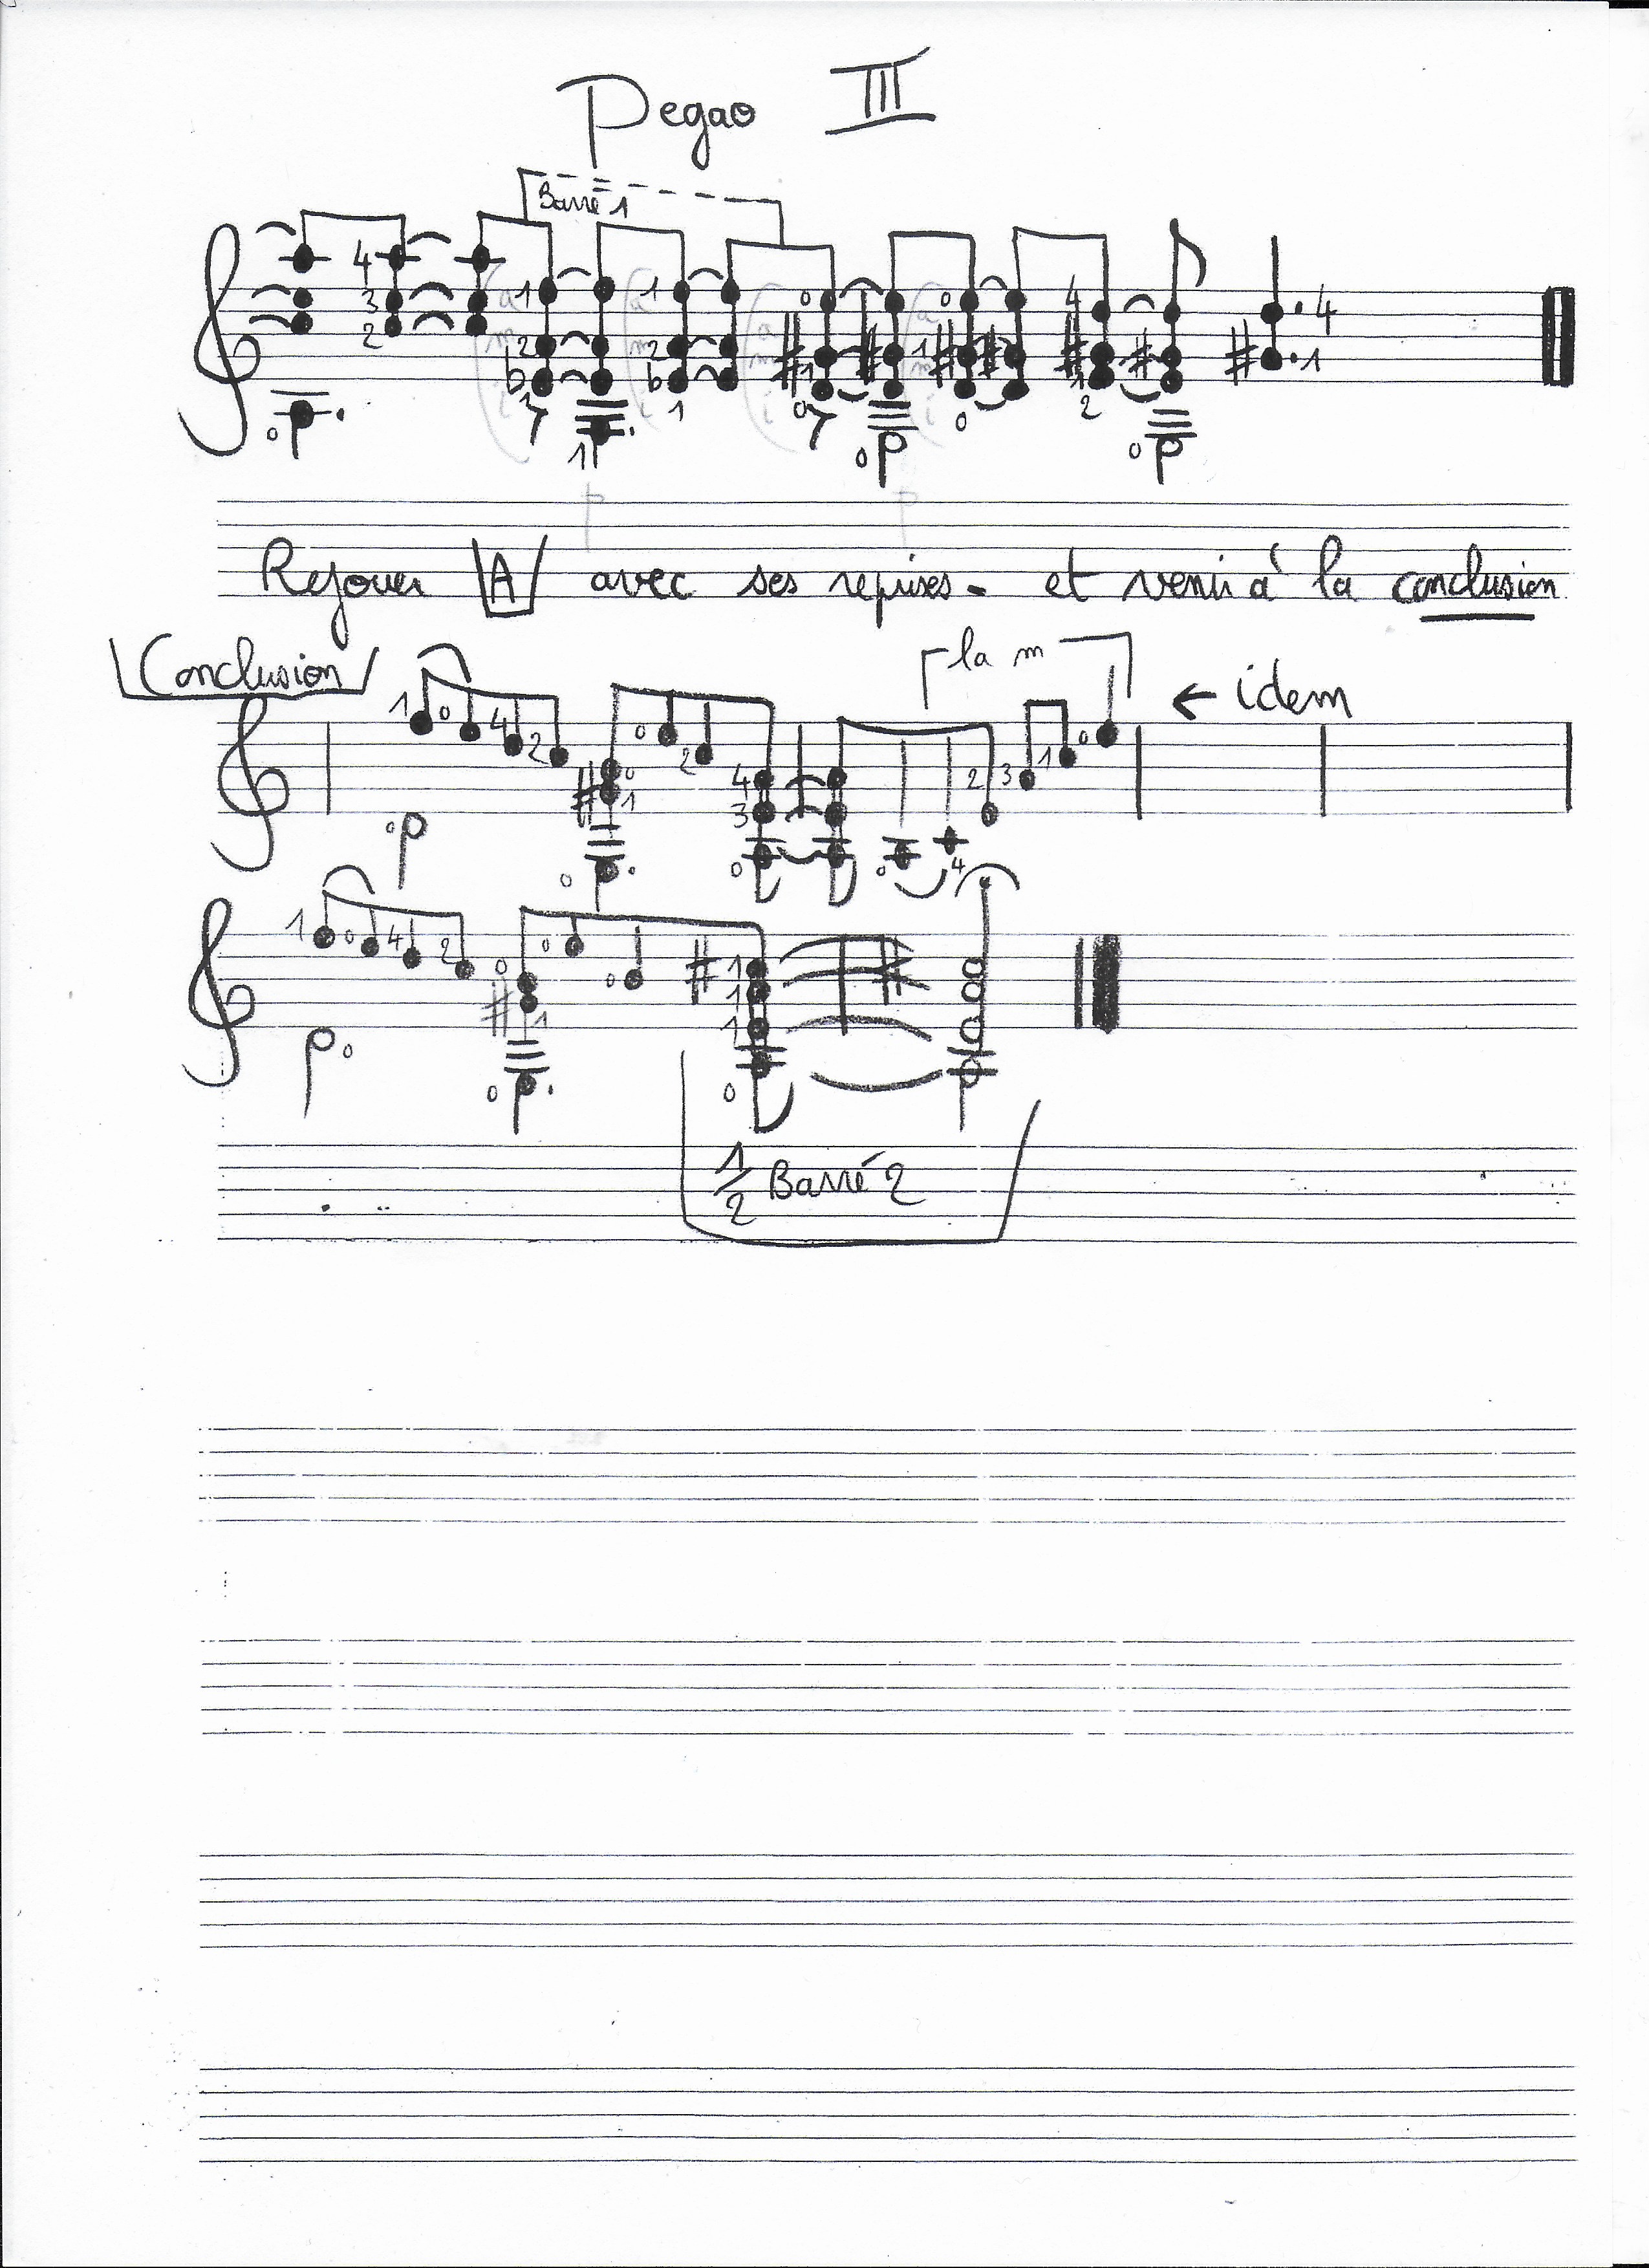 Pegao III
Barré 1
Rejouer A avec ses reprises - et venir à la conclusion
Conclusion
la m
← idem
1/2 Barré 2